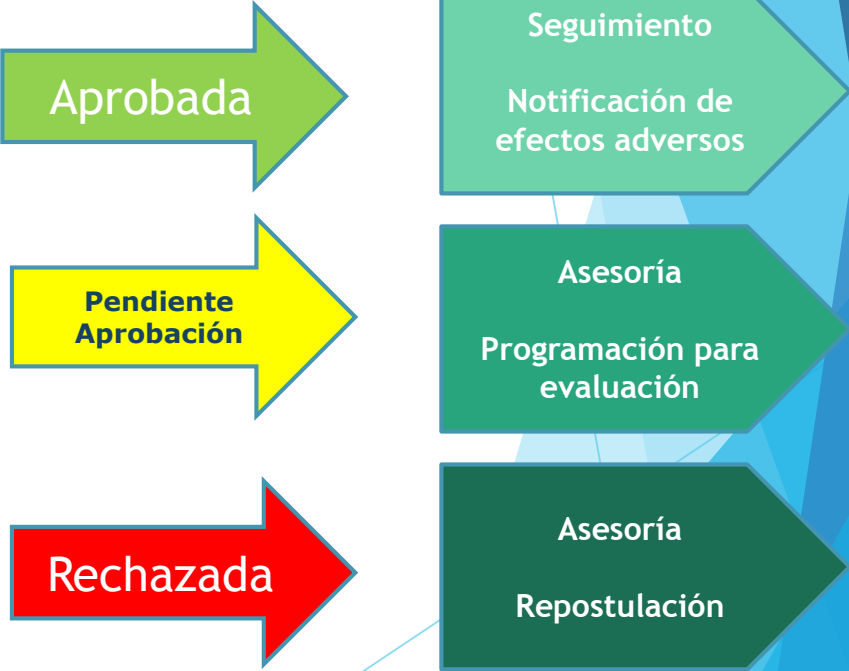 Aprobada
Seguimiento
Notificación de
efectos adversos
Pendiente
Aprobación
Asesoría
Programación para
evaluación
Rechazada
Asesoría
Repostulación